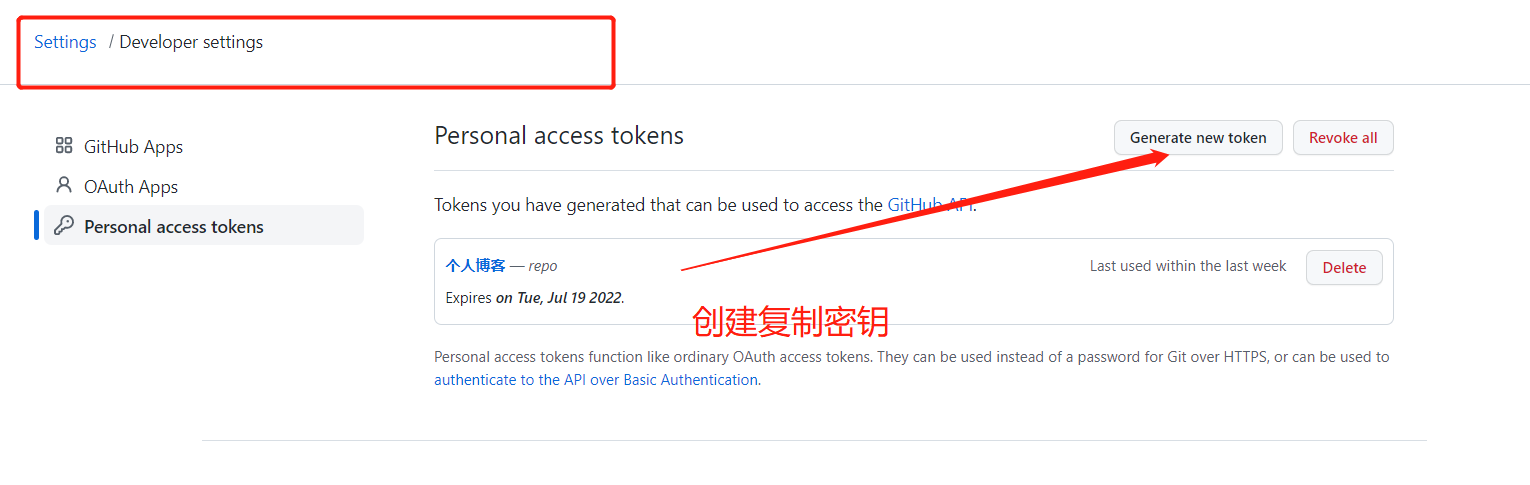 Settings / Developer settings
GitHub Apps
OAuth Apps
Personal access tokens
Personal access tokens
Generate new token
Revoke all
Tokens you have generated that can be used to access the GitHub API.
个人博客 — repo
Last used within the last week
Delete
Expires on Tue, Jul 19 2022.
创建复制密钥
Personal access tokens function like ordinary OAuth access tokens. They can be used instead of a password for Git over HTTPS, or can be used to
authenticate to the API over Basic Authentication.